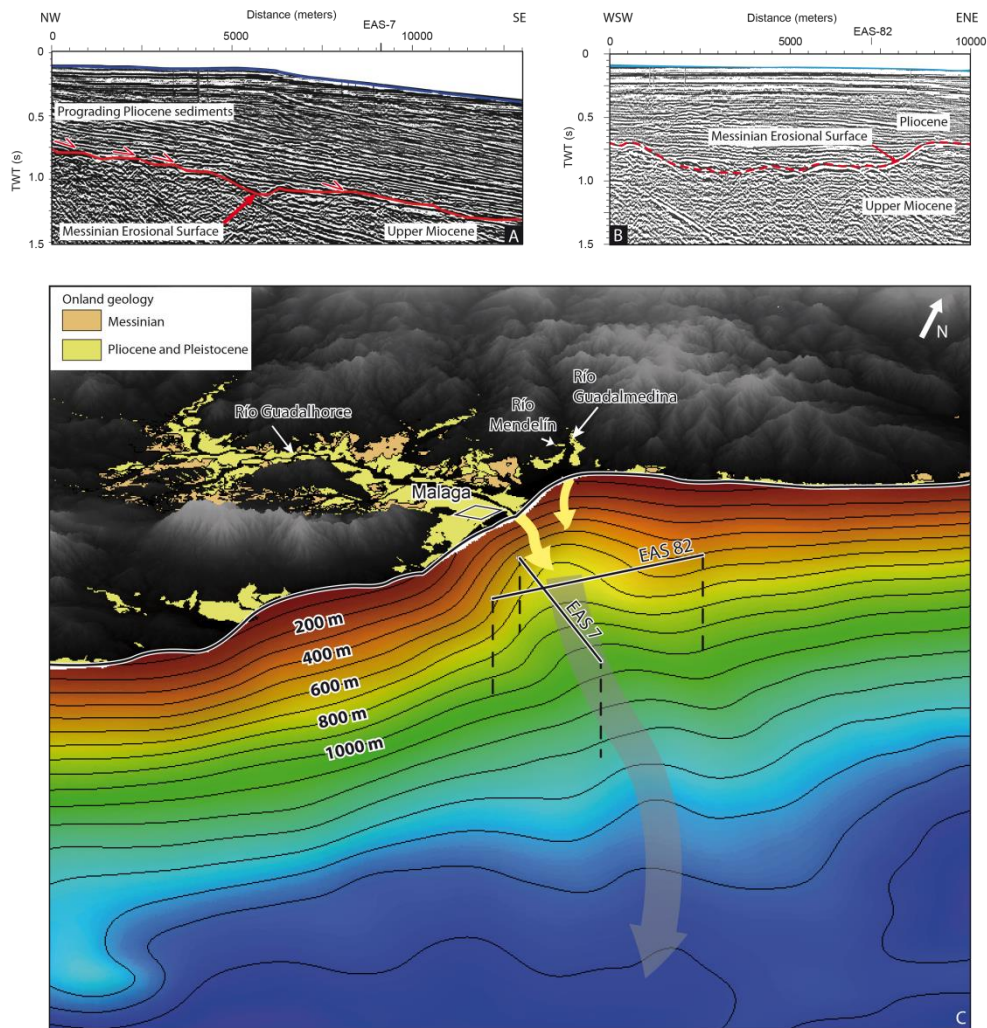 NW
Distance (meters)
EAS-7
SE
0
5000
10000
0
0.5
1.0
1.5
TWT (s)
Prograding Pliocene sediments
Messinian Erosional Surface
Upper Miocene
A
WSW
Distance (meters)
EAS-82
ENE
0
5000
10000
0
0.5
1.0
1.5
TWT (s)
Pliocene
Messinian Erosional Surface
Upper Miocene
B
Onland geology
Messinian
Pliocene and Pleistocene
N
Río Guadalhorce
Río
Mendelín
Río
Guadalmedina
Malaga
EAS 82
EAS 7
200 m
400 m
600 m
800 m
1000 m
C